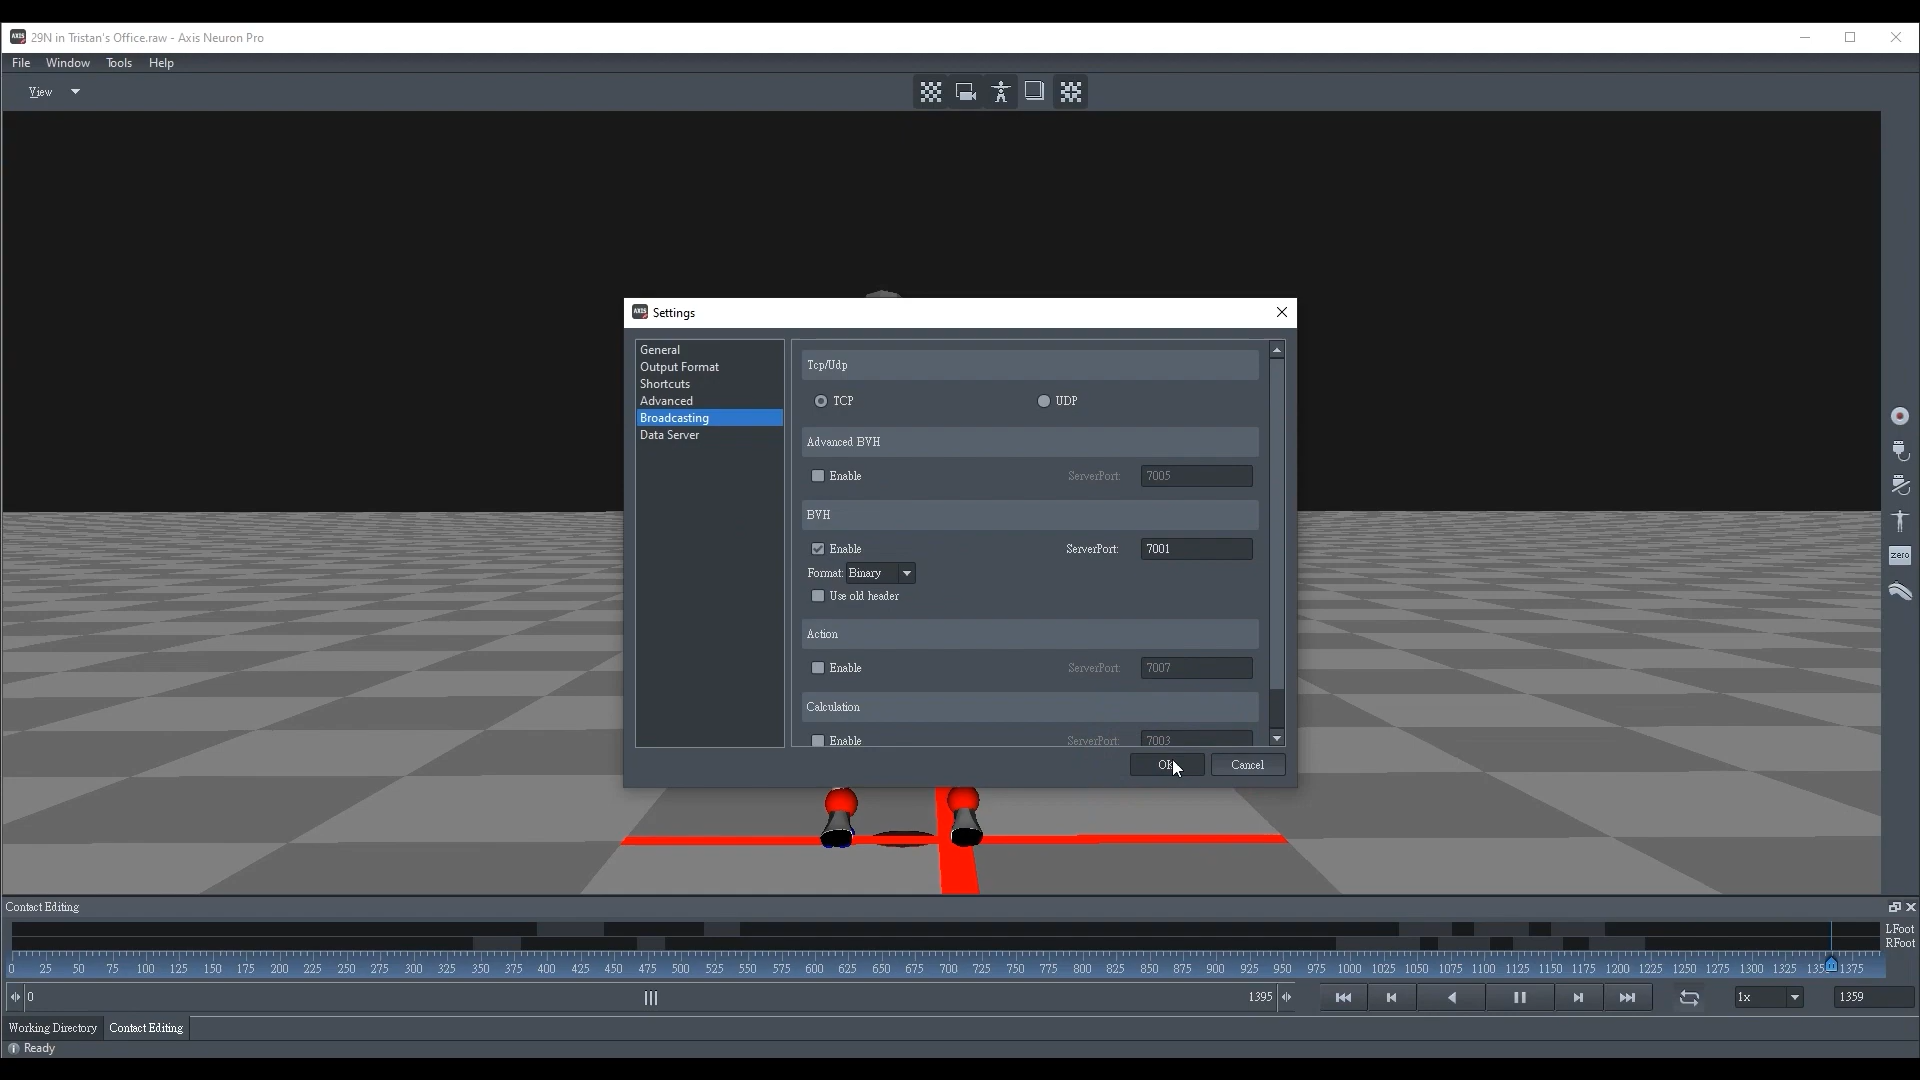 29N in Tristan's Office.raw - Axis Neuron Pro
File Window Tools Help
View
Settings
General
Output Format
Shortcuts
Advanced
Broadcasting
Data Server
Tcp/Udp
TCP UDP
Advanced BVH
Enable ServerPort: 7005
BVH
Enable ServerPort: 7001
Format: Binary
Use old header
Action
Enable ServerPort: 7007
Calculation
Enable ServerPort: 7003
OK Cancel
zero
Contact Editing
LFoot
RFoot
0 25 50 75 100 125 150 175 200 225 250 275 300 325 350 375 400 425 450 475 500 525 550 575 600 625 650 675 700 725 750 775 800 825 850 875 900 925 950 975 1000 1025 1050 1075 1100 1125 1150 1175 1200 1225 1250 1275 1300 1325 1375
0 1395 1x 1359
Working Directory Contact Editing
Ready